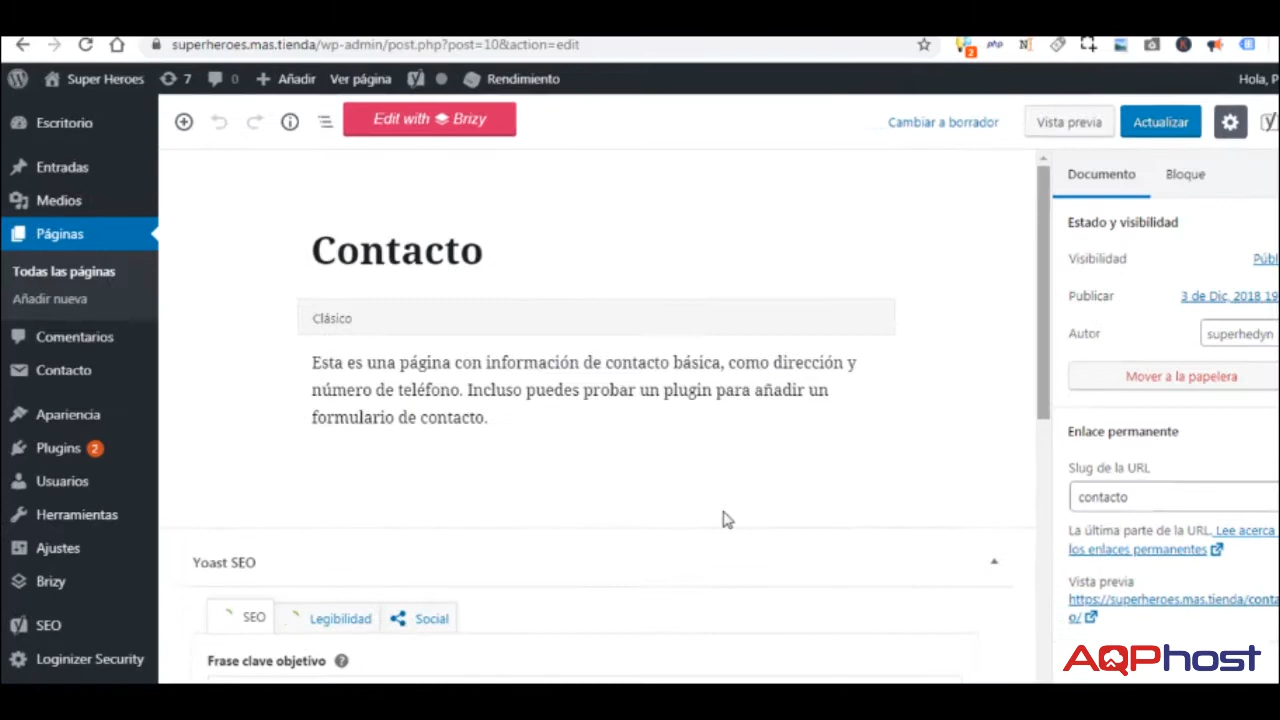 superheroes.mas.tienda/wp-admin/post.php?post=10&action=edit
2
php
Super Heroes
7
0
Añadir
Ver página
Rendimiento
Hola, P
Escritorio
Entradas
Medios
Páginas
Todas las páginas
Añadir nueva
Comentarios
Contacto
Apariencia
Plugins 2
Usuarios
Herramientas
Ajustes
Brizy
SEO
Loginizer Security
Edit with Brizy
Cambiar a borrador
Vista previa
Actualizar
Contacto
Clásico
Esta es una página con información de contacto básica, como dirección y
número de teléfono. Incluso puedes probar un plugin para añadir un
formulario de contacto.
Yoast SEO
SEO
Legibilidad
Social
Frase clave objetivo
Documento
Bloque
Estado y visibilidad
Visibilidad
Públ
Publicar
3 de Dic, 2018 19
Autor
superhedyn
Mover a la papelera
Enlace permanente
Slug de la URL
contacto
La última parte de la URL. Lee acerca
los enlaces permanentes
Vista previa
https://superheroes.mas.tienda/conta
o/
AQPhost